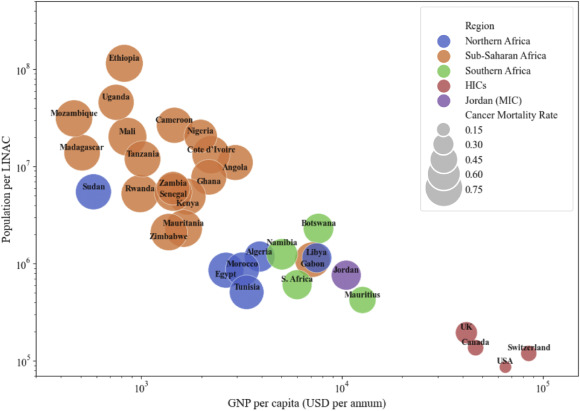 Region
Northern Africa
Sub-Saharan Africa
Southern Africa
HICs
Jordan (MIC)
Cancer Mortality Rate
0.15
0.30
0.45
0.60
0.75
Population per LINAC
10⁸
10⁷
10⁶
10⁵
Ethiopia
Uganda
Mozambique
Cameroon
Mali
Nigeria
Madagascar
Tanzania
Cote d'Ivoire
Angola
Sudan
Rwanda
Zambia
Senegal
Ghana
Kenya
Mauritania
Zimbabwe
Botswana
Namibia
Algeria
Libya
Morocco
Gabon
Egypt
Jordan
S. Africa
Tunisia
Mauritius
UK
Canada
Switzerland
USA
10³
10⁴
10⁵
GNP per capita (USD per annum)